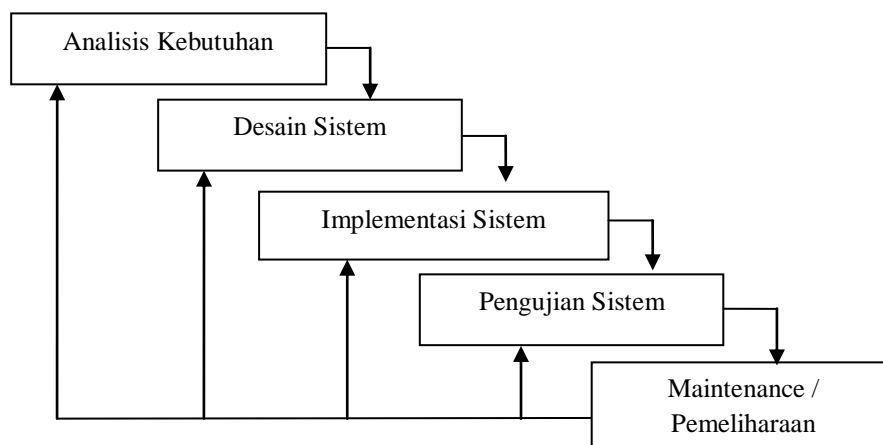 Analisis Kebutuhan
Desain Sistem
Implementasi Sistem
Pengujian Sistem
Maintenance /
Pemeliharaan